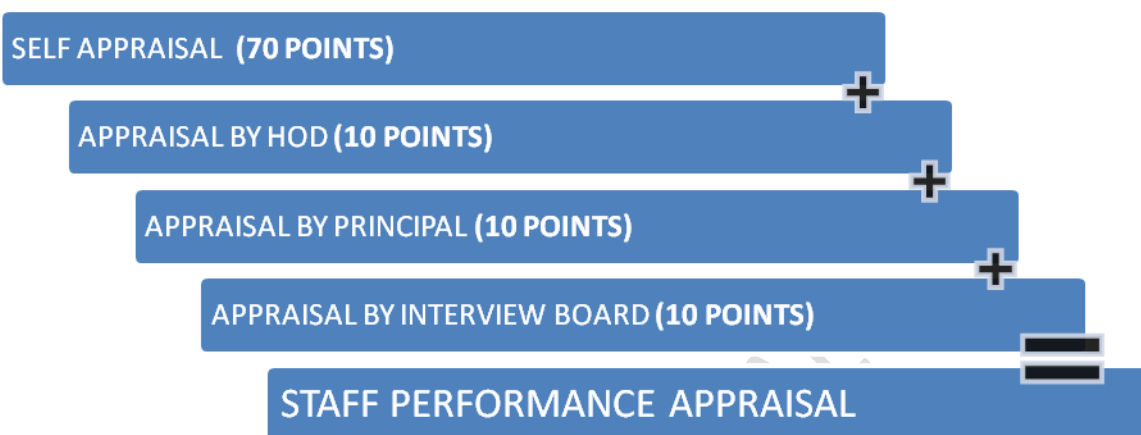 SELF APPRAISAL (70 POINTS)
APPRAISAL BY HOD (10 POINTS)
APPRAISAL BY PRINCIPAL (10 POINTS)
APPRAISAL BY INTERVIEW BOARD (10 POINTS)
STAFF PERFORMANCE APPRAISAL